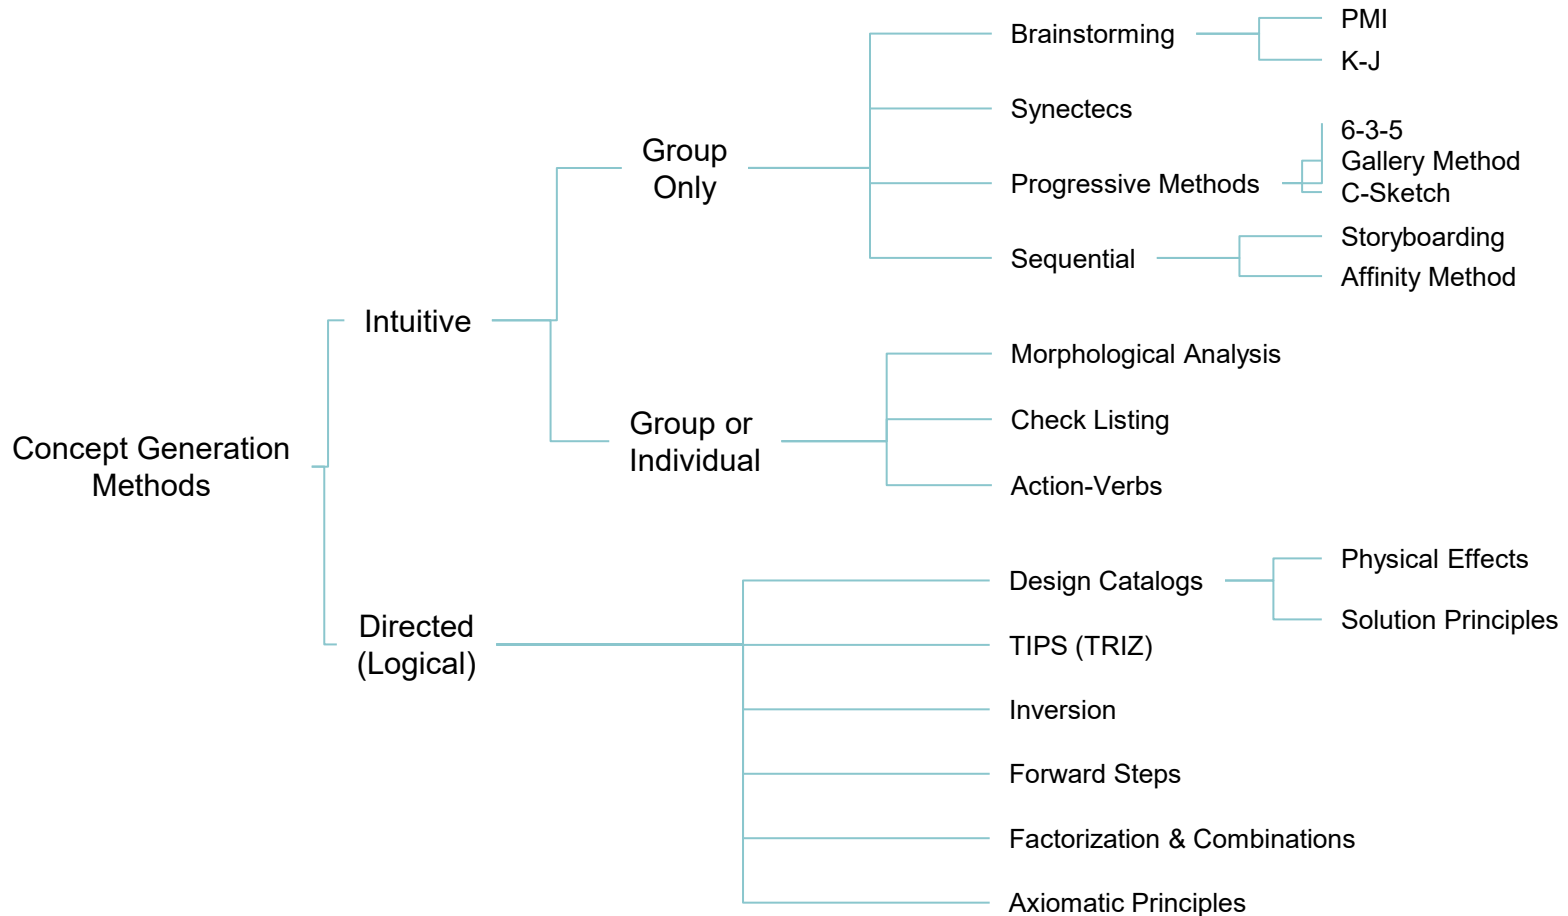 Concept Generation
Methods
Intuitive
Group
Only
Brainstorming
PMI
K-J
Synectecs
Progressive Methods
6-3-5
Gallery Method
C-Sketch
Sequential
Storyboarding
Affinity Method
Group or
Individual
Morphological Analysis
Check Listing
Action-Verbs
Directed
(Logical)
Design Catalogs
Physical Effects
Solution Principles
TIPS (TRIZ)
Inversion
Forward Steps
Factorization & Combinations
Axiomatic Principles